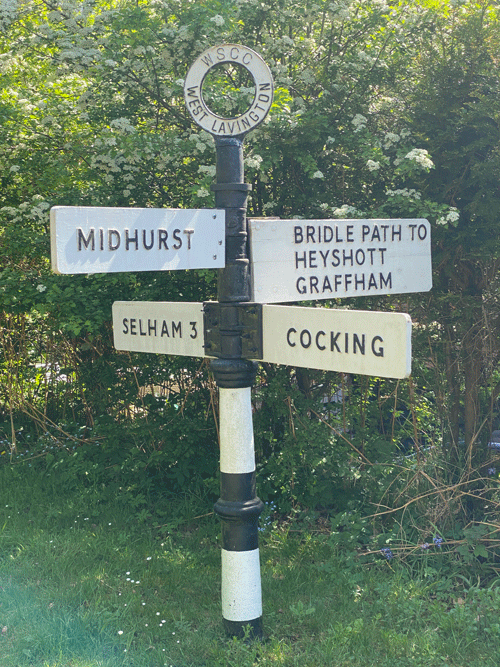 WSCC
WEST LAVINGTON
MIDHURST
BRIDLE PATH TO
HEYSHOTT
GRAFFHAM
SELHAM 3
COCKING